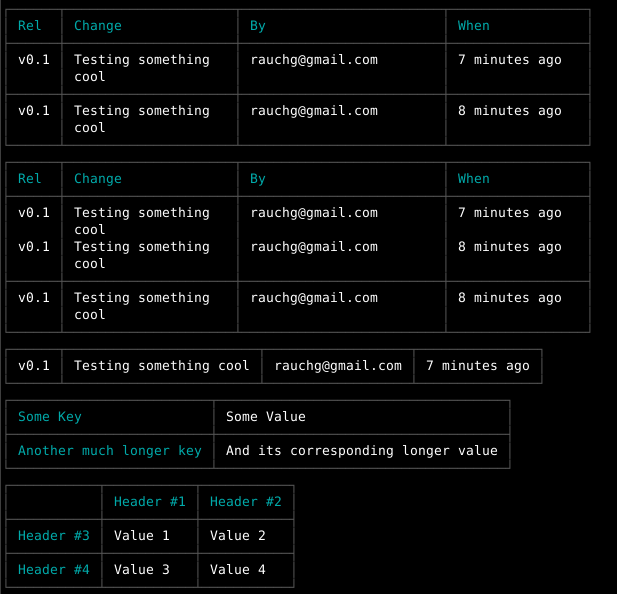 Rel Change By When
v0.1 Testing something rauchg@gmail.com 7 minutes ago
cool
v0.1 Testing something rauchg@gmail.com 8 minutes ago
cool
Rel Change By When
v0.1 Testing something rauchg@gmail.com 7 minutes ago
cool
v0.1 Testing something rauchg@gmail.com 8 minutes ago
cool
v0.1 Testing something rauchg@gmail.com 8 minutes ago
cool
v0.1 Testing something cool rauchg@gmail.com 7 minutes ago
Some Key Some Value
Another much longer key And its corresponding longer value
Header #1 Header #2
Header #3 Value 1 Value 2
Header #4 Value 3 Value 4